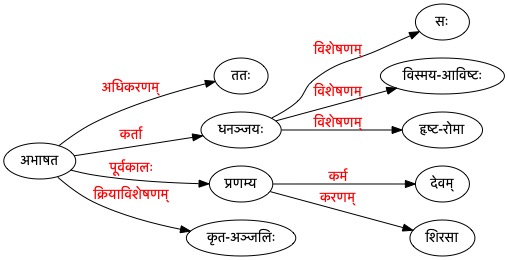 सः
विशेषणम्
ततः
विस्मय-आविष्टः
अधिकरणम्
विशेषणम्
कर्ता
धनञ्जयः
विशेषणम्
हृष्ट-रोमा
अभाषत
पूर्वकालः
प्रणम्य
कर्म
देवम्
क्रियाविशेषणम्
करणम्
कृत-अञ्जलिः
शिरसा